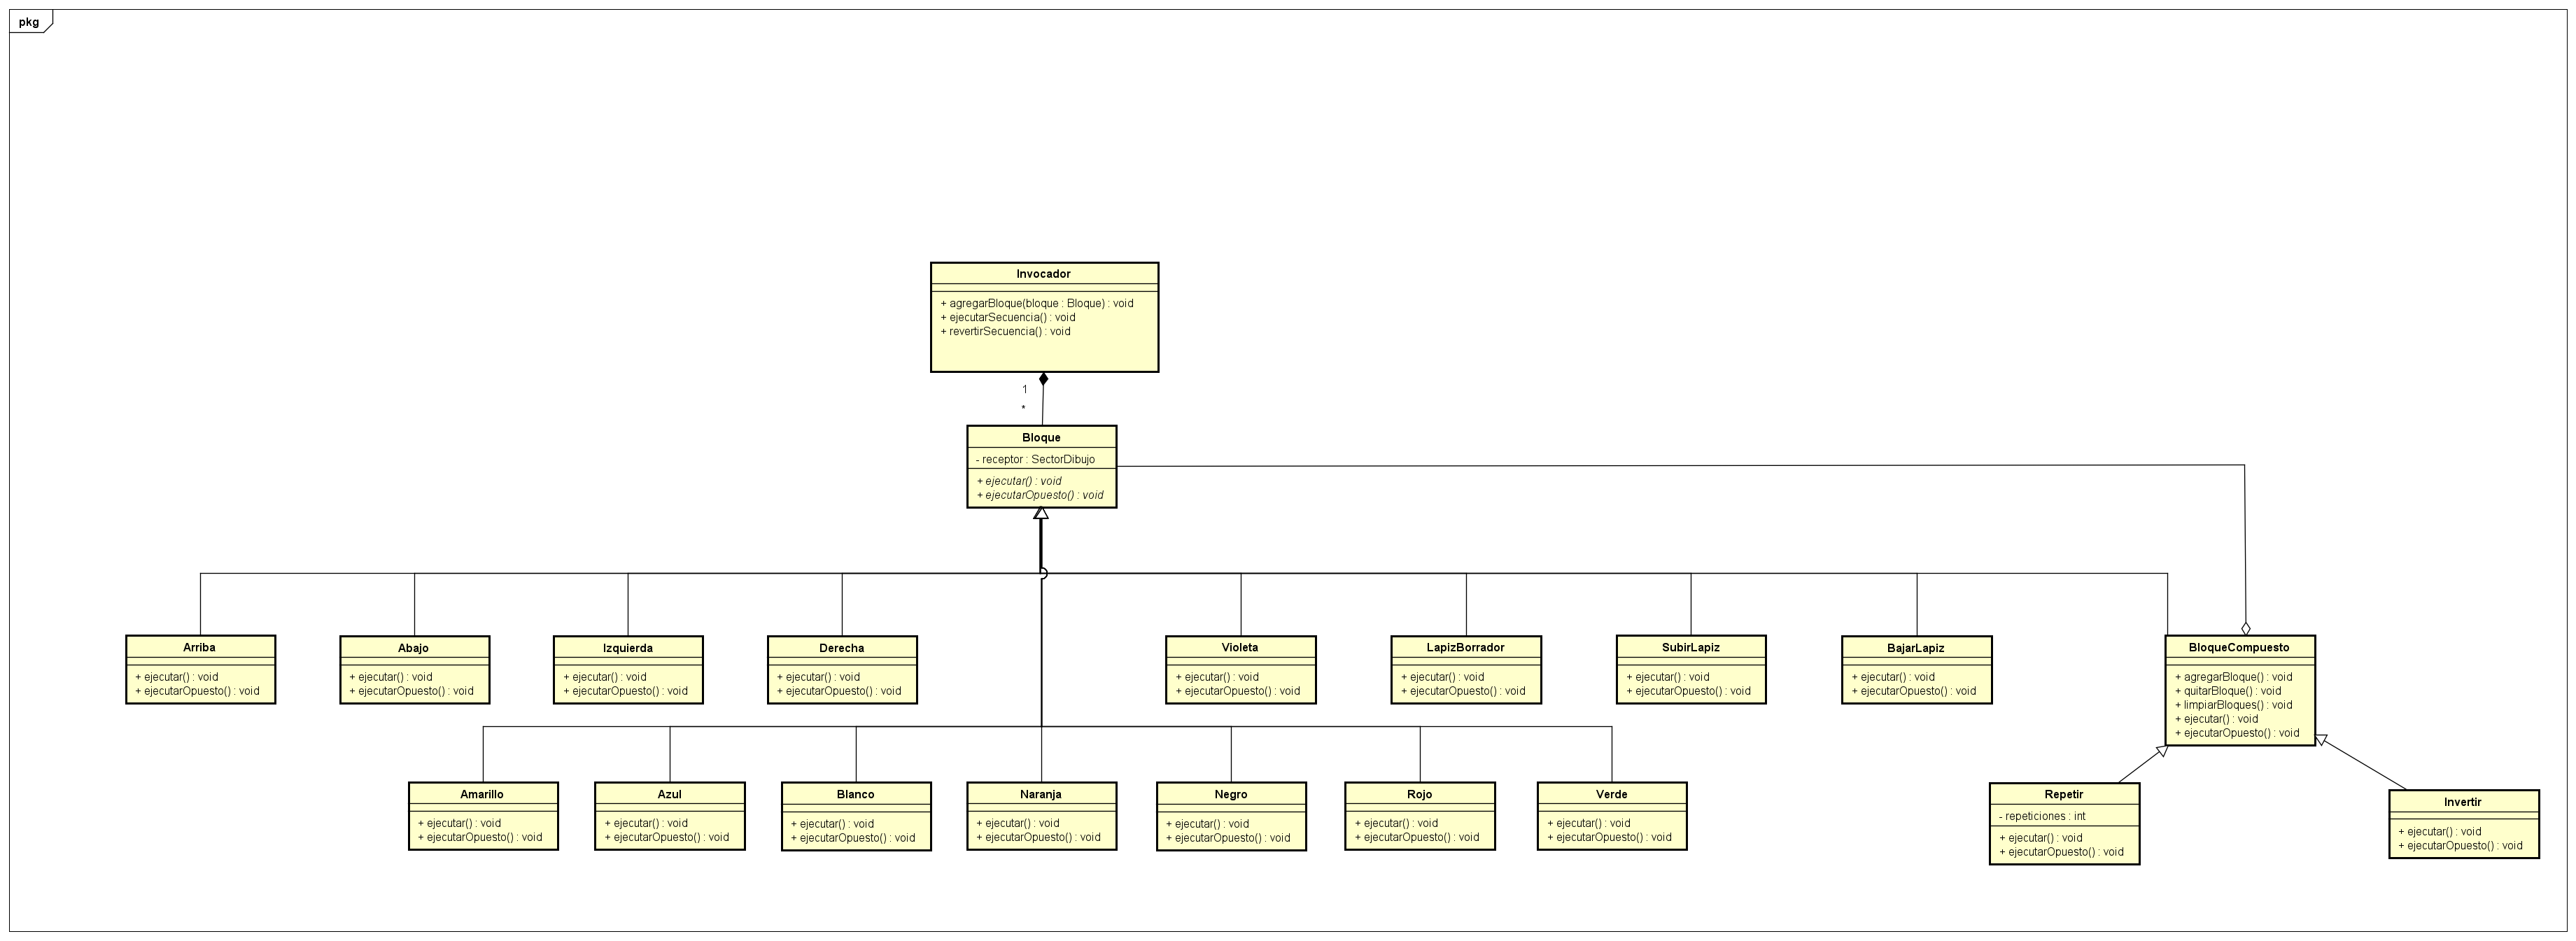 pkg
Invocador
+ agregarBloque(bloque : Bloque) : void
+ ejecutarSecuencia() : void
+ revertirSecuencia() : void
1
*
Bloque
- receptor : SectorDibujo
+ ejecutar() : void
+ ejecutarOpuesto() : void
Arriba
+ ejecutar() : void
+ ejecutarOpuesto() : void
Abajo
+ ejecutar() : void
+ ejecutarOpuesto() : void
Izquierda
+ ejecutar() : void
+ ejecutarOpuesto() : void
Derecha
+ ejecutar() : void
+ ejecutarOpuesto() : void
Violeta
+ ejecutar() : void
+ ejecutarOpuesto() : void
LapizBorrador
+ ejecutar() : void
+ ejecutarOpuesto() : void
SubirLapiz
+ ejecutar() : void
+ ejecutarOpuesto() : void
BajarLapiz
+ ejecutar() : void
+ ejecutarOpuesto() : void
BloqueCompuesto
+ agregarBloque() : void
+ quitarBloque() : void
+ limpiarBloques() : void
+ ejecutar() : void
+ ejecutarOpuesto() : void
Amarillo
+ ejecutar() : void
+ ejecutarOpuesto() : void
Azul
+ ejecutar() : void
+ ejecutarOpuesto() : void
Blanco
+ ejecutar() : void
+ ejecutarOpuesto() : void
Naranja
+ ejecutar() : void
+ ejecutarOpuesto() : void
Negro
+ ejecutar() : void
+ ejecutarOpuesto() : void
Rojo
+ ejecutar() : void
+ ejecutarOpuesto() : void
Verde
+ ejecutar() : void
+ ejecutarOpuesto() : void
Repetir
- repeticiones : int
+ ejecutar() : void
+ ejecutarOpuesto() : void
Invertir
+ ejecutar() : void
+ ejecutarOpuesto() : void